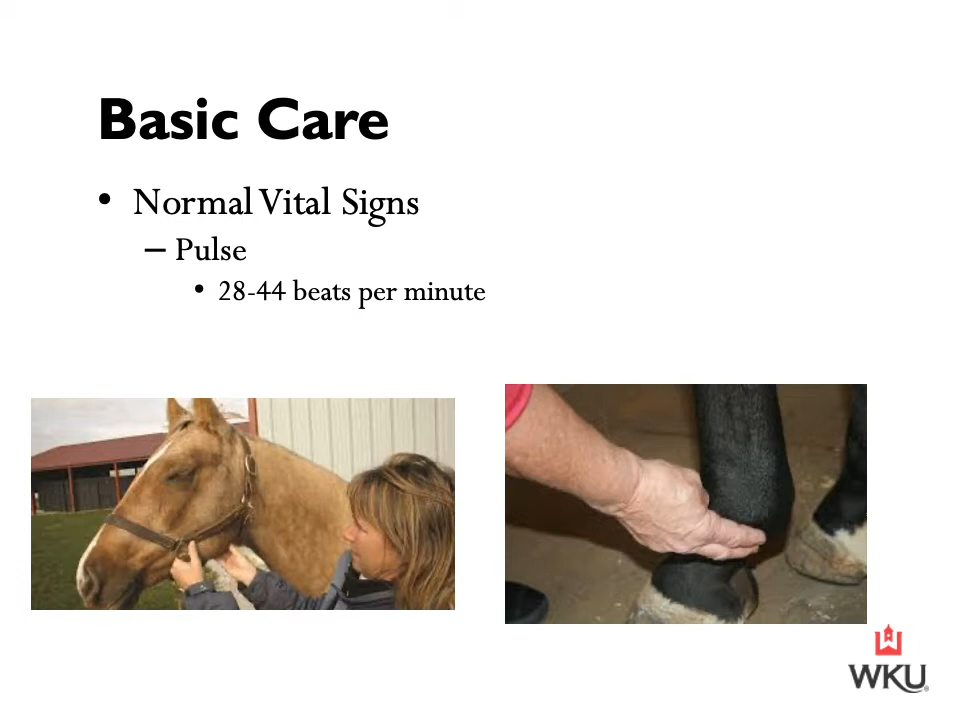 Basic Care
• Normal Vital Signs
– Pulse
• 28-44 beats per minute
WKU®